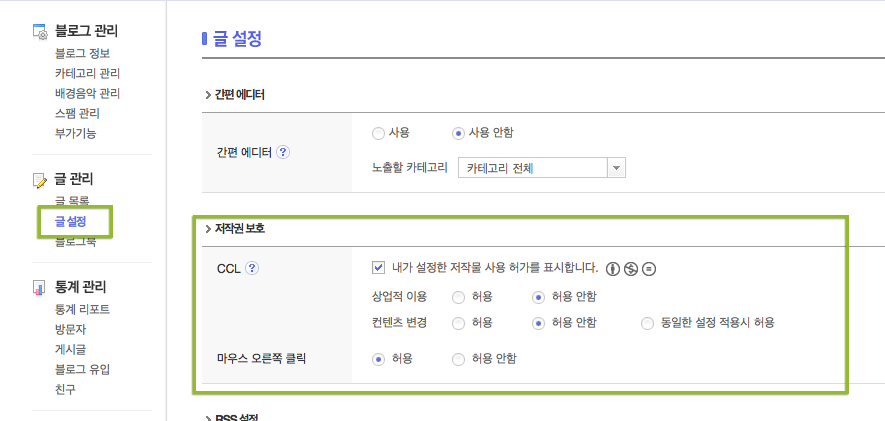 블로그 관리
블로그 정보
카테고리 관리
배경음악 관리
스팸 관리
부가기능
글 관리
글 목록
글 설정
블로그북
통계 관리
통계 리포트
방문자
게시글
블로그 유입
친구
글 설정
간편 에디터
간편 에디터 ? 사용 사용 안함
노출할 카테고리 카테고리 전체
저작권 보호
CCL ? 내가 설정한 저작물 사용 허가를 표시합니다.
상업적 이용 허용 허용 안함
컨텐츠 변경 허용 허용 안함 동일한 설정 적용시 허용
마우스 오른쪽 클릭 허용 허용 안함
RSS 설정